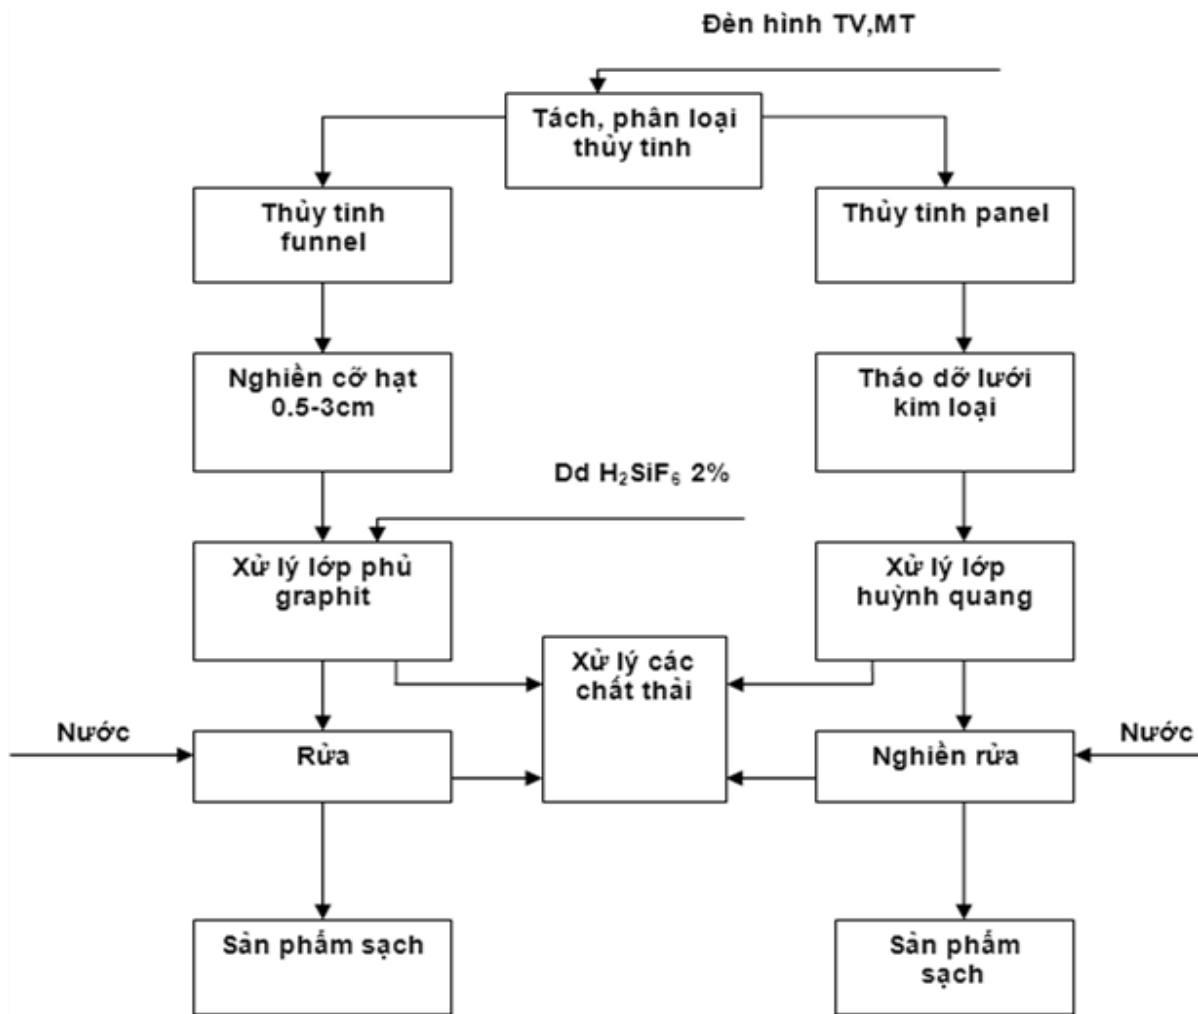 Đèn hình TV,MT
Tách, phân loại
thủy tinh
Thủy tinh
funnel
Thủy tinh panel
Nghiền cỡ hạt
0.5-3cm
Tháo dỡ lưới
kim loại
Dd H₂SiF₆ 2%
Xử lý lớp phủ
graphit
Xử lý lớp
huỳnh quang
Xử lý các
chất thải
Nước
Rửa
Nghiền rửa
Nước
Sản phẩm sạch
Sản phẩm
sạch